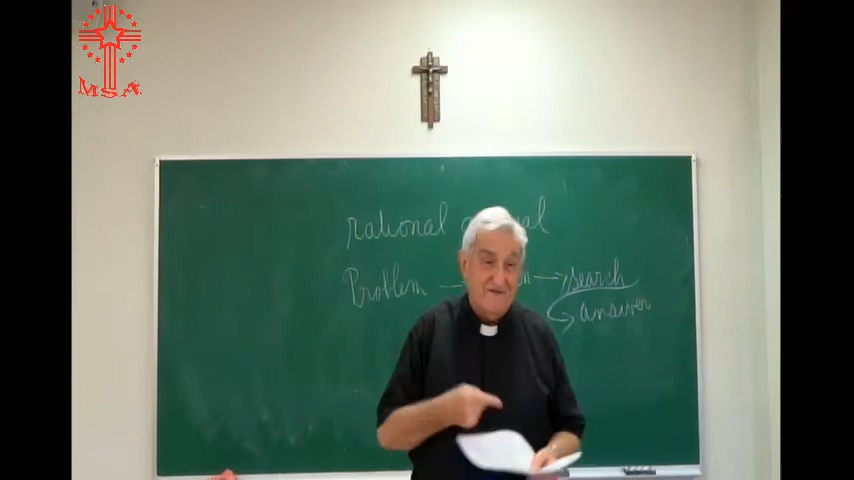 MSA
rational
Problem — → search
→ answer